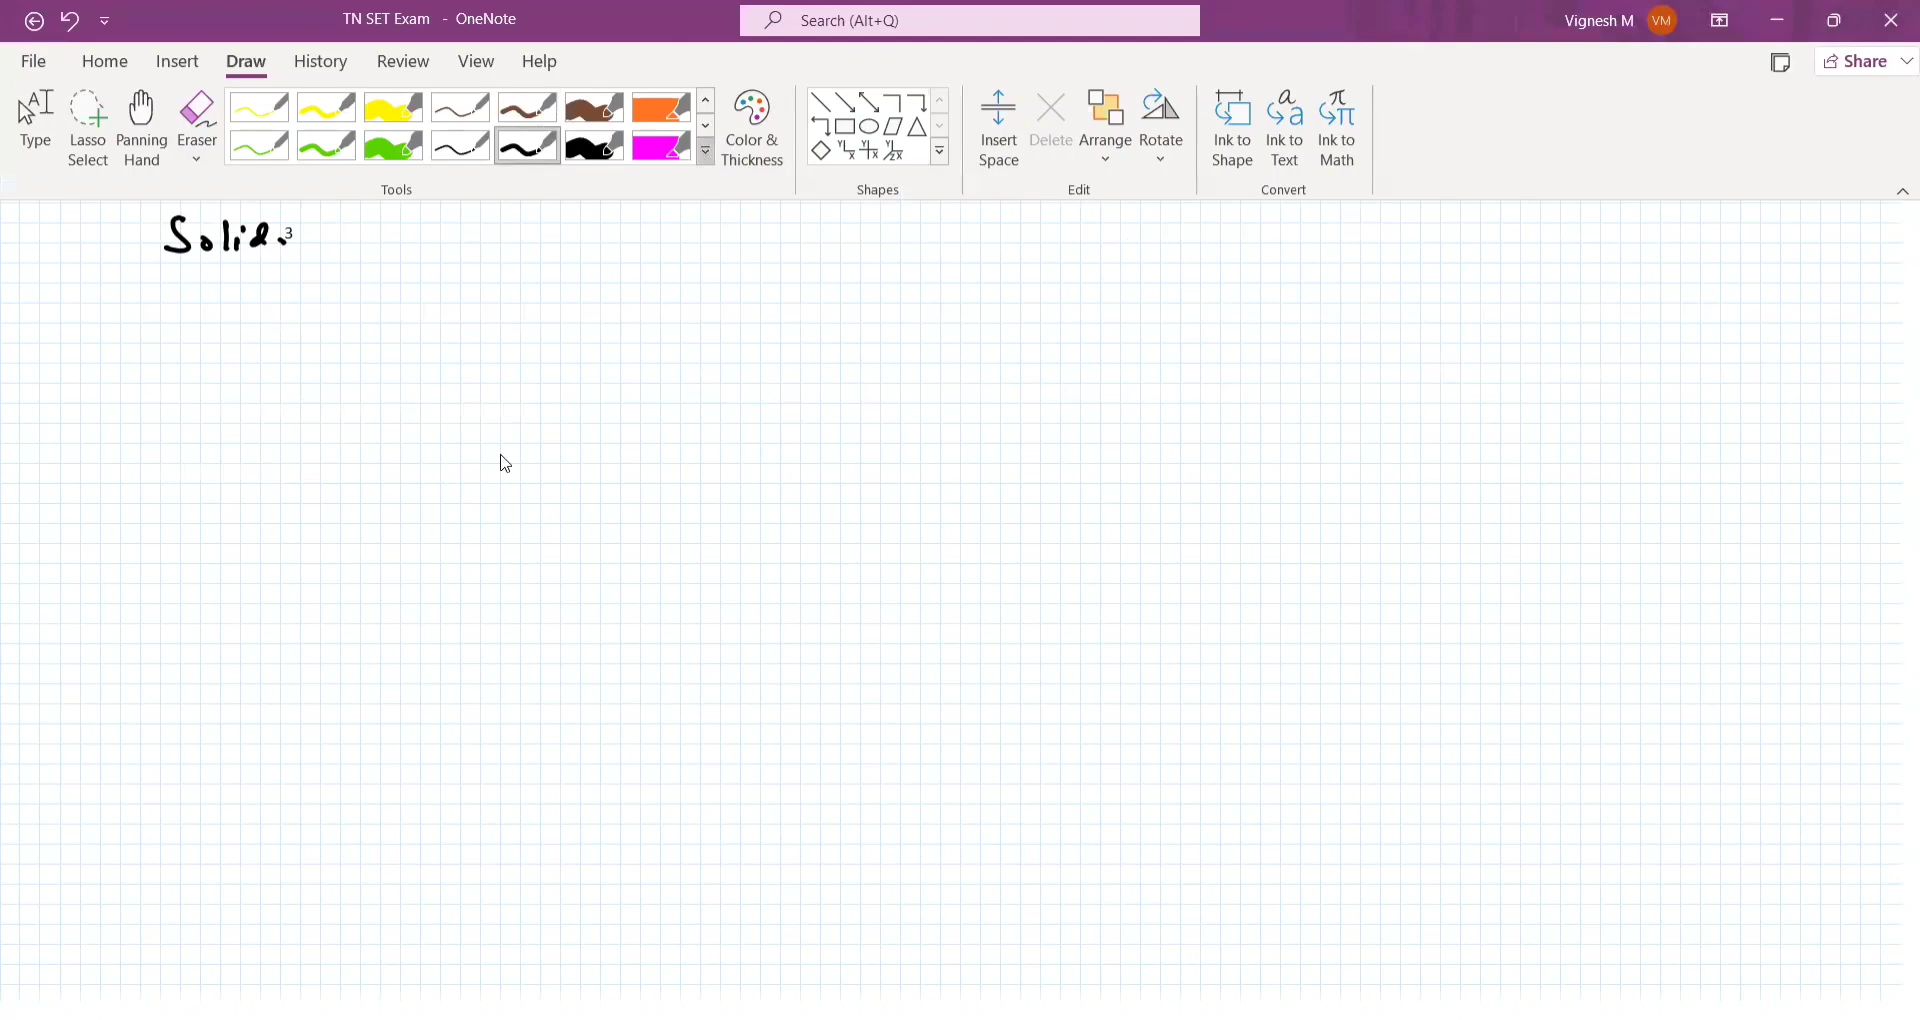 TN SET Exam - OneNote
Search (Alt+Q)
Vignesh M VM
File Home Insert Draw History Review View Help
Share
Type
Lasso Select
Panning Hand
Eraser
Color & Thickness
Insert Space
Delete
Arrange
Rotate
Ink to Shape
a
Ink to Text
π
Ink to Math
Tools
Shapes
Edit
Convert
Solid